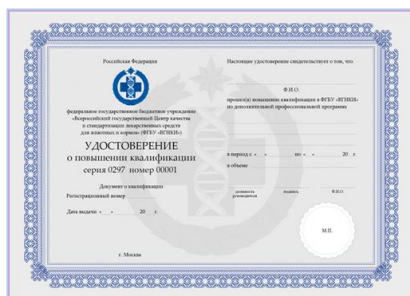 Российская Федерация
федеральное государственное бюджетное учреждение
«Всероссийский государственный Центр качества
и стандартизации лекарственных средств
для животных и кормов» (ФГБУ «ВГНКИ»)
УДОСТОВЕРЕНИЕ
о повышении квалификации
серия 0297 номер 00001
Документ о квалификации
Регистрационный номер
Дата выдачи « » 20 г.
г. Москва
Настоящее удостоверение свидетельствует о том, что
Ф.И.О.
прошел(а) повышение квалификации в ФГБУ «ВГНКИ»
по дополнительной профессиональной программе
в период с « » по « » 20 г.
в объеме
должность подпись Ф.И.О.
руководителя
М.П.